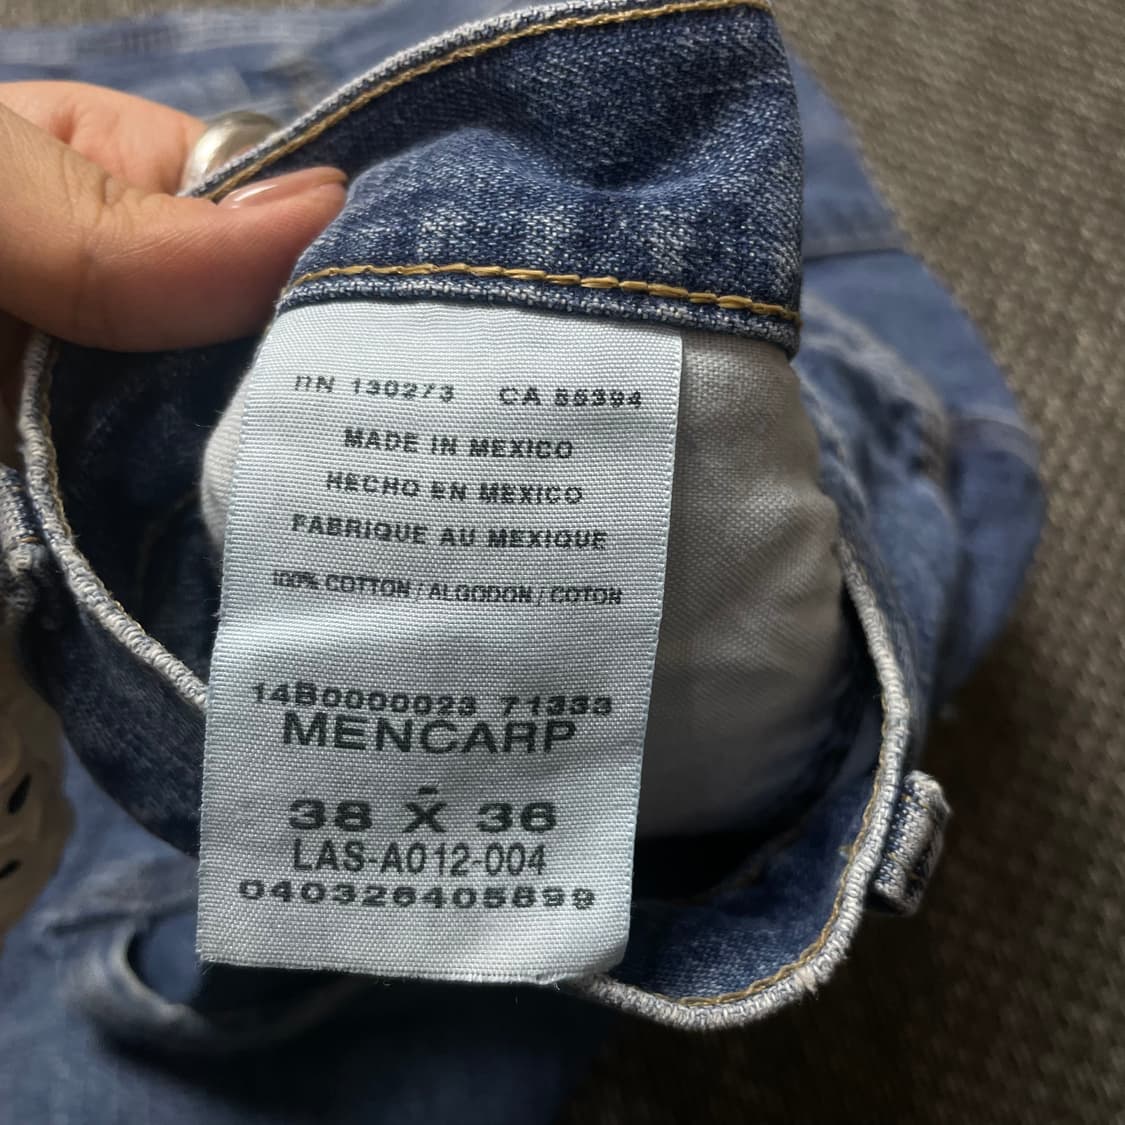 RN 130273 CA 55394
MADE IN MEXICO
HECHO EN MEXICO
FABRIQUE AU MEXIQUE
100% COTTON / ALGODON / COTON
14B0000023 71333
MENCARP
38 X 36
LAS-A012-004
040326405899